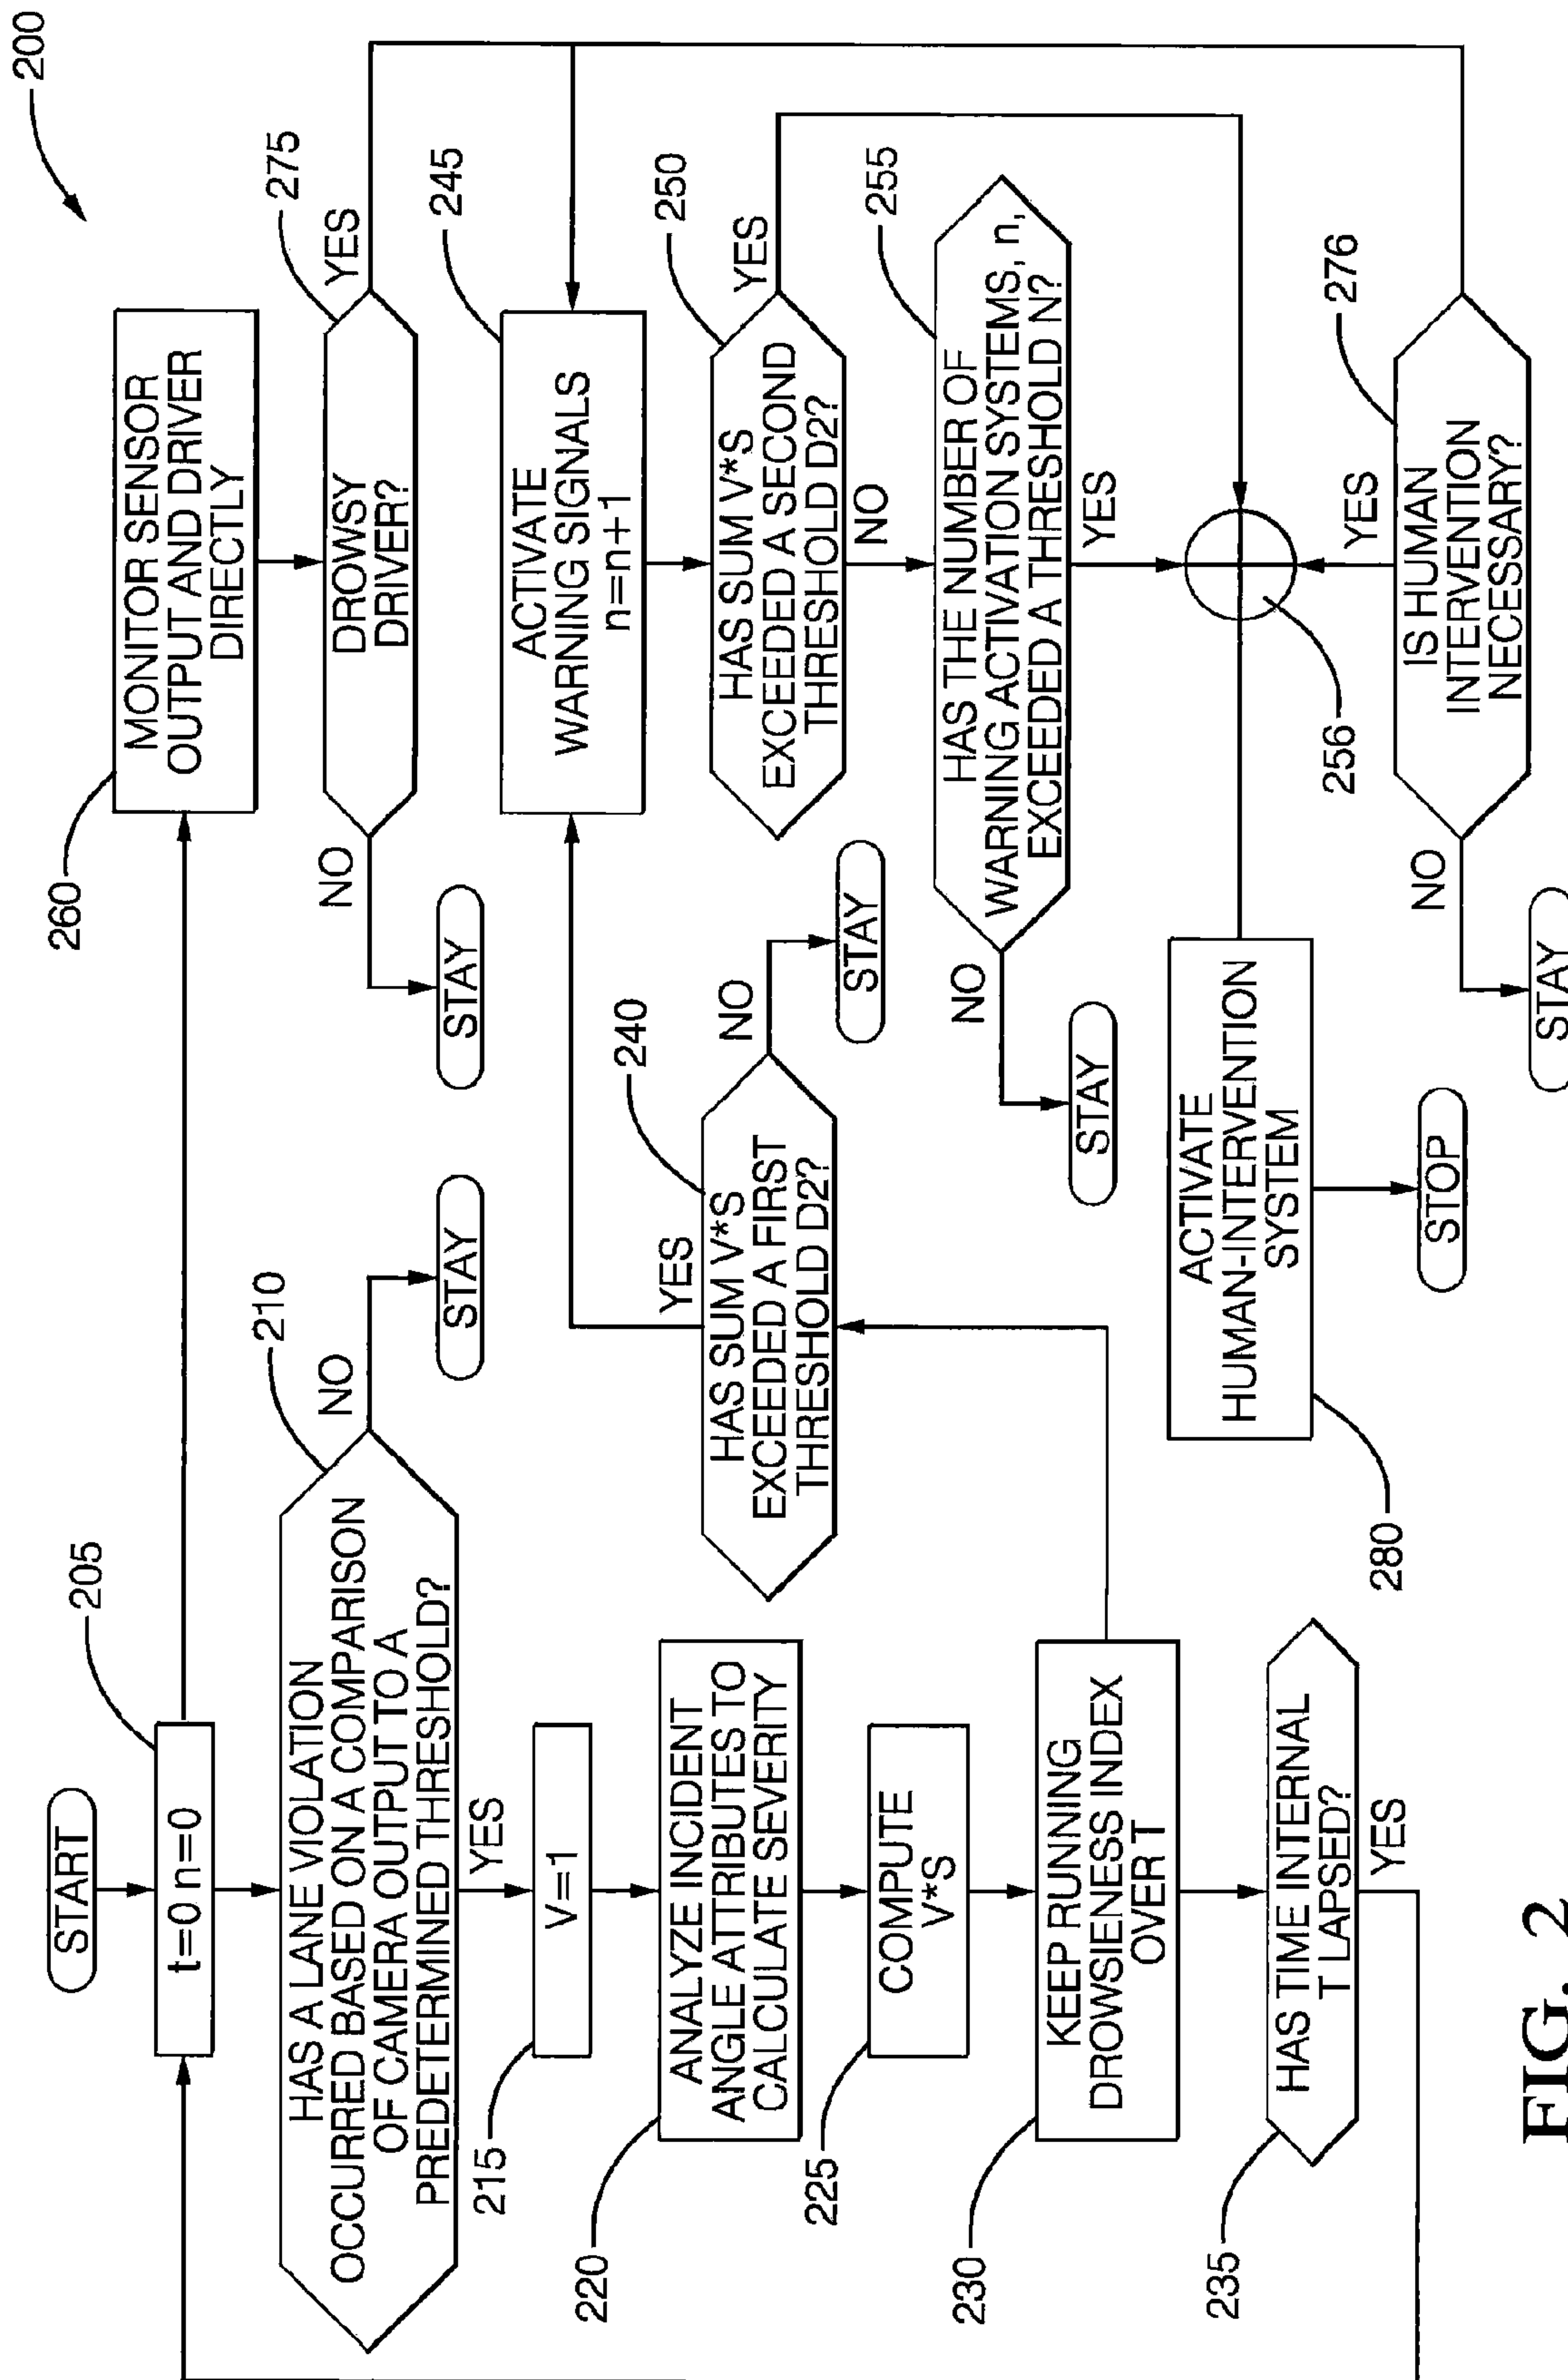 200
START
205
t=0 n=0
210
HAS A LANE VIOLATION
OCCURRED BASED ON A COMPARISON
OF CAMERA OUTPUT TO A
PREDETERMINED THRESHOLD?
NO
STAY
YES
215
V=1
220
ANALYZE INCIDENT
ANGLE ATTRIBUTES TO
CALCULATE SEVERITY
225
COMPUTE
V*S
230
KEEP RUNNING
DROWSIENESS INDEX
OVER T
235
HAS TIME INTERNAL
T LAPSED?
YES
240
HAS SUM V*S
EXCEEDED A FIRST
THRESHOLD D2?
YES
NO
STAY
260
MONITOR SENSOR
OUTPUT AND DRIVER
DIRECTLY
275
DROWSY
DRIVER?
NO
STAY
YES
245
ACTIVATE
WARNING SIGNALS
n=n+1
250
HAS SUM V*S
EXCEEDED A SECOND
THRESHOLD D2?
YES
NO
255
HAS THE NUMBER OF
WARNING ACTIVATION SYSTEMS, n,
EXCEEDED A THRESHOLD N?
NO
STAY
YES
256
276
IS HUMAN
INTERVENTION
NECESSARY?
YES
NO
STAY
280
ACTIVATE
HUMAN-INTERVENTION
SYSTEM
STOP
FIG. 2